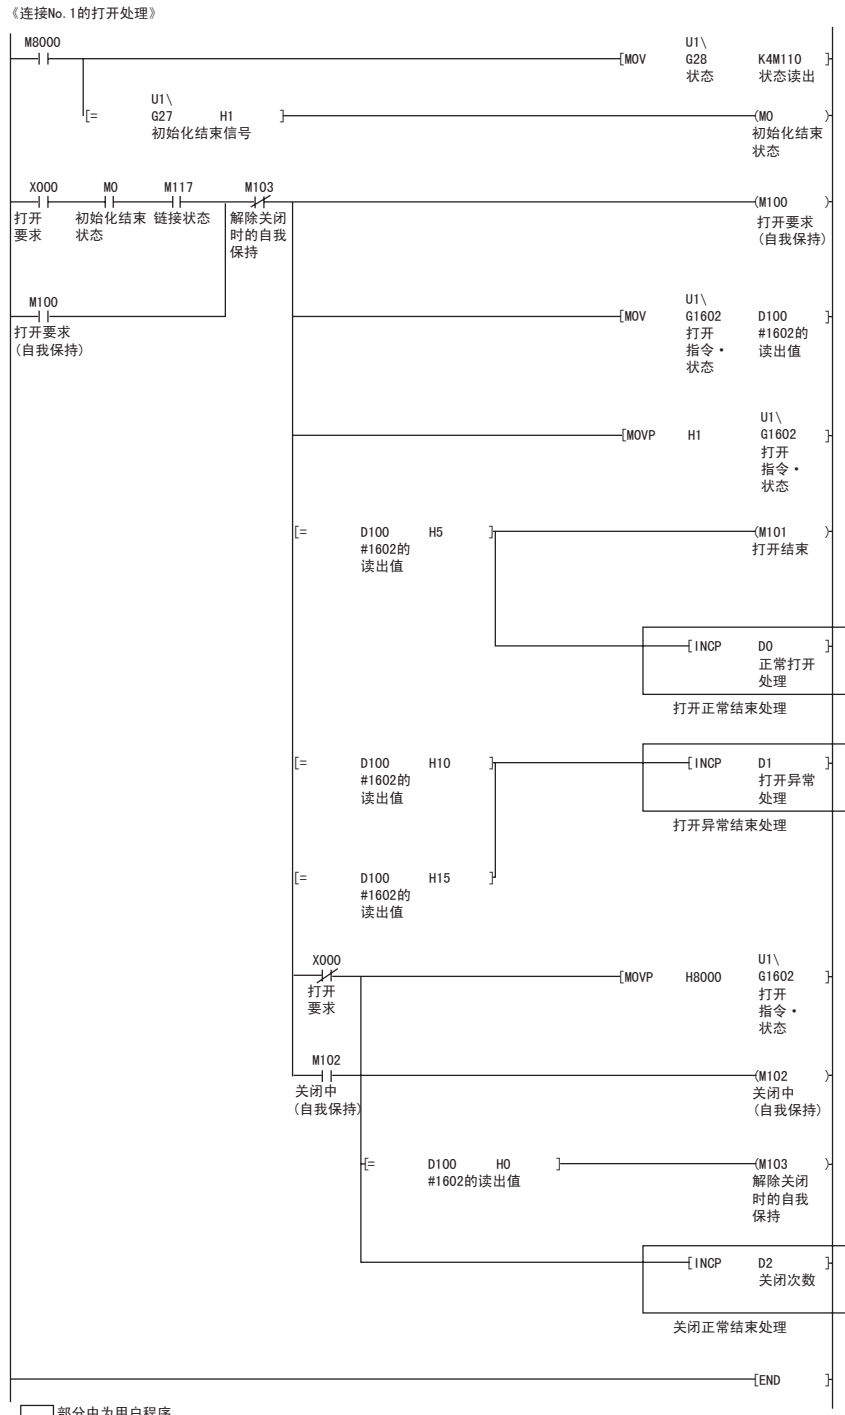 《连接No.1的打开处理》
M8000
[MOV U1\G28 K4M110 ]
状态 状态读出
[= U1\G27 H1 ]
初始化结束信号
(M0 )
初始化结束
状态
X000 M0 M117 M103
打开
要求
初始化结束
状态
链接状态
解除关闭
时的自我
保持
(M100 )
打开要求
(自我保持)
M100
打开要求
(自我保持)
[MOV U1\G1602 D100 ]
打开
指令・
状态
#1602的
读出值
[MOVP H1 U1\G1602 ]
打开
指令・
状态
[= D100 H5 ]
#1602的
读出值
(M101 )
打开结束
[INCP D0 ]
正常打开
处理
打开正常结束处理
[= D100 H10 ]
#1602的
读出值
[INCP D1 ]
打开异常
处理
打开异常结束处理
[= D100 H15 ]
#1602的
读出值
X000
打开
要求
[MOVP H8000 U1\G1602 ]
打开
指令・
状态
M102
关闭中
(自我保持)
(M102 )
关闭中
(自我保持)
[= D100 H0 ]
#1602的读出值
(M103 )
解除关闭
时的自我
保持
[INCP D2 ]
关闭次数
关闭正常结束处理
[END ]
部分中为用户程序